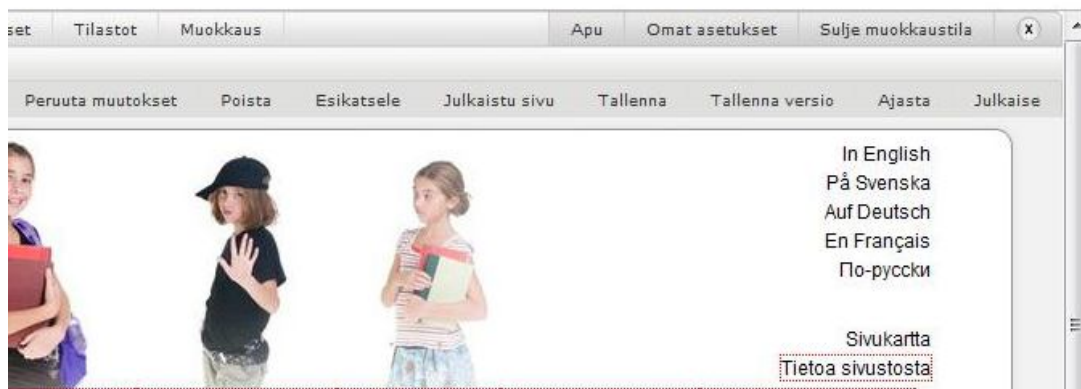 set Tilastot Muokkaus Apu Omat asetukset Sulje muokkaustila x
Peruuta muutokset Poista Esikatsele Julkaistu sivu Tallenna Tallenna versio Ajasta Julkaise
In English
På Svenska
Auf Deutsch
En Français
По-русски
Sivukartta
Tietoa sivustosta